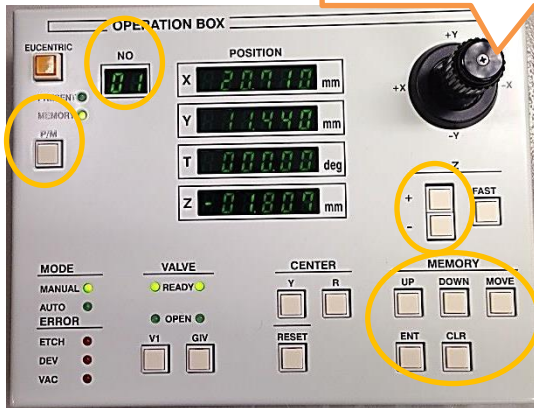 OPERATION BOX
EUCENTRIC
NO
01
PRESENT
MEMORY
P/M
POSITION
X 20.710 mm
Y 11.440 mm
T 000.00 deg
Z -01.807 mm
+Y
+X
-X
-Y
Z
+
-
FAST
MODE
MANUAL
AUTO
ERROR
ETCH
DEV
VAC
VALVE
READY
OPEN
V1 GIV
CENTER
Y R
RESET
MEMORY
UP DOWN MOVE
ENT CLR